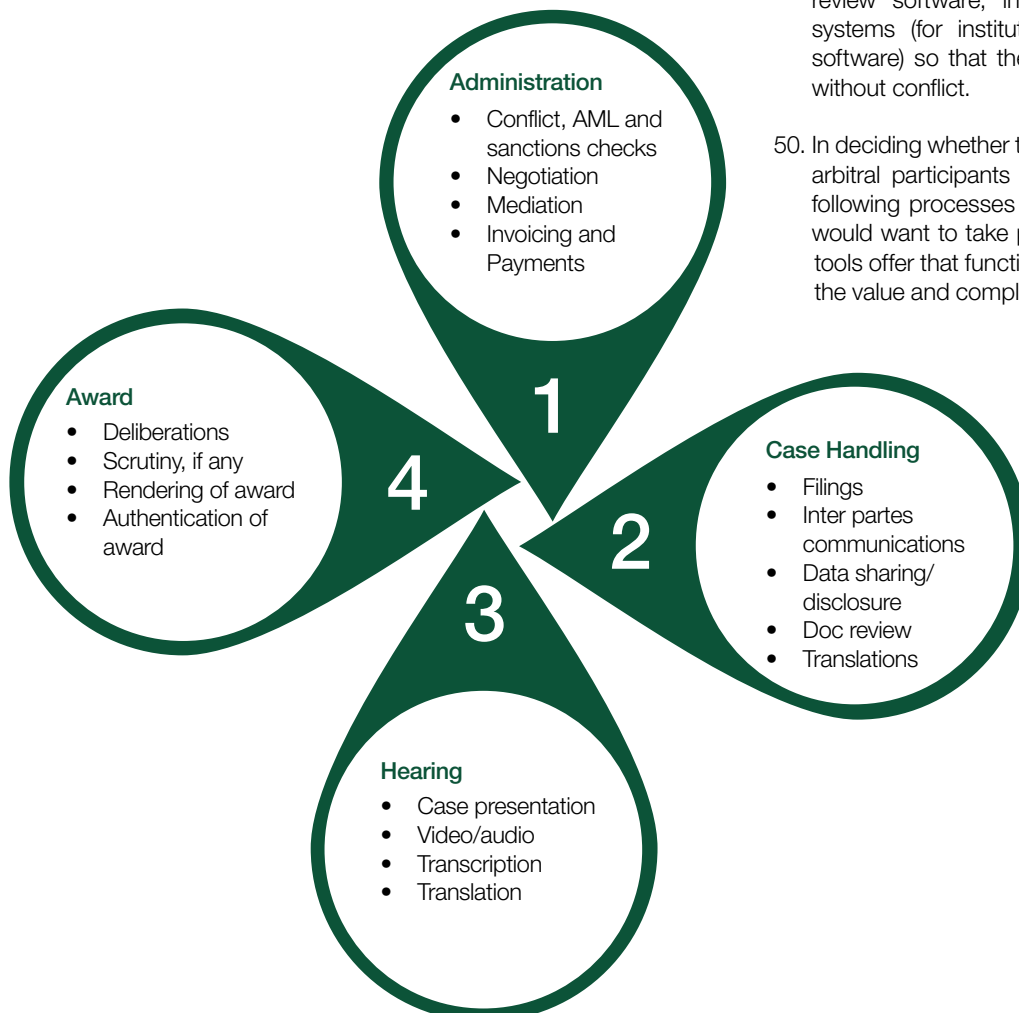 review software, in
systems (for institut
software) so that the
without conflict.
50. In deciding whether t
arbitral participants
following processes
would want to take p
tools offer that functi
the value and compl
Administration
• Conflict, AML and
sanctions checks
• Negotiation
• Mediation
• Invoicing and
Payments
1
Case Handling
• Filings
• Inter partes
communications
• Data sharing/
disclosure
• Doc review
• Translations
2
Hearing
• Case presentation
• Video/audio
• Transcription
• Translation
3
Award
• Deliberations
• Scrutiny, if any
• Rendering of award
• Authentication of
award
4